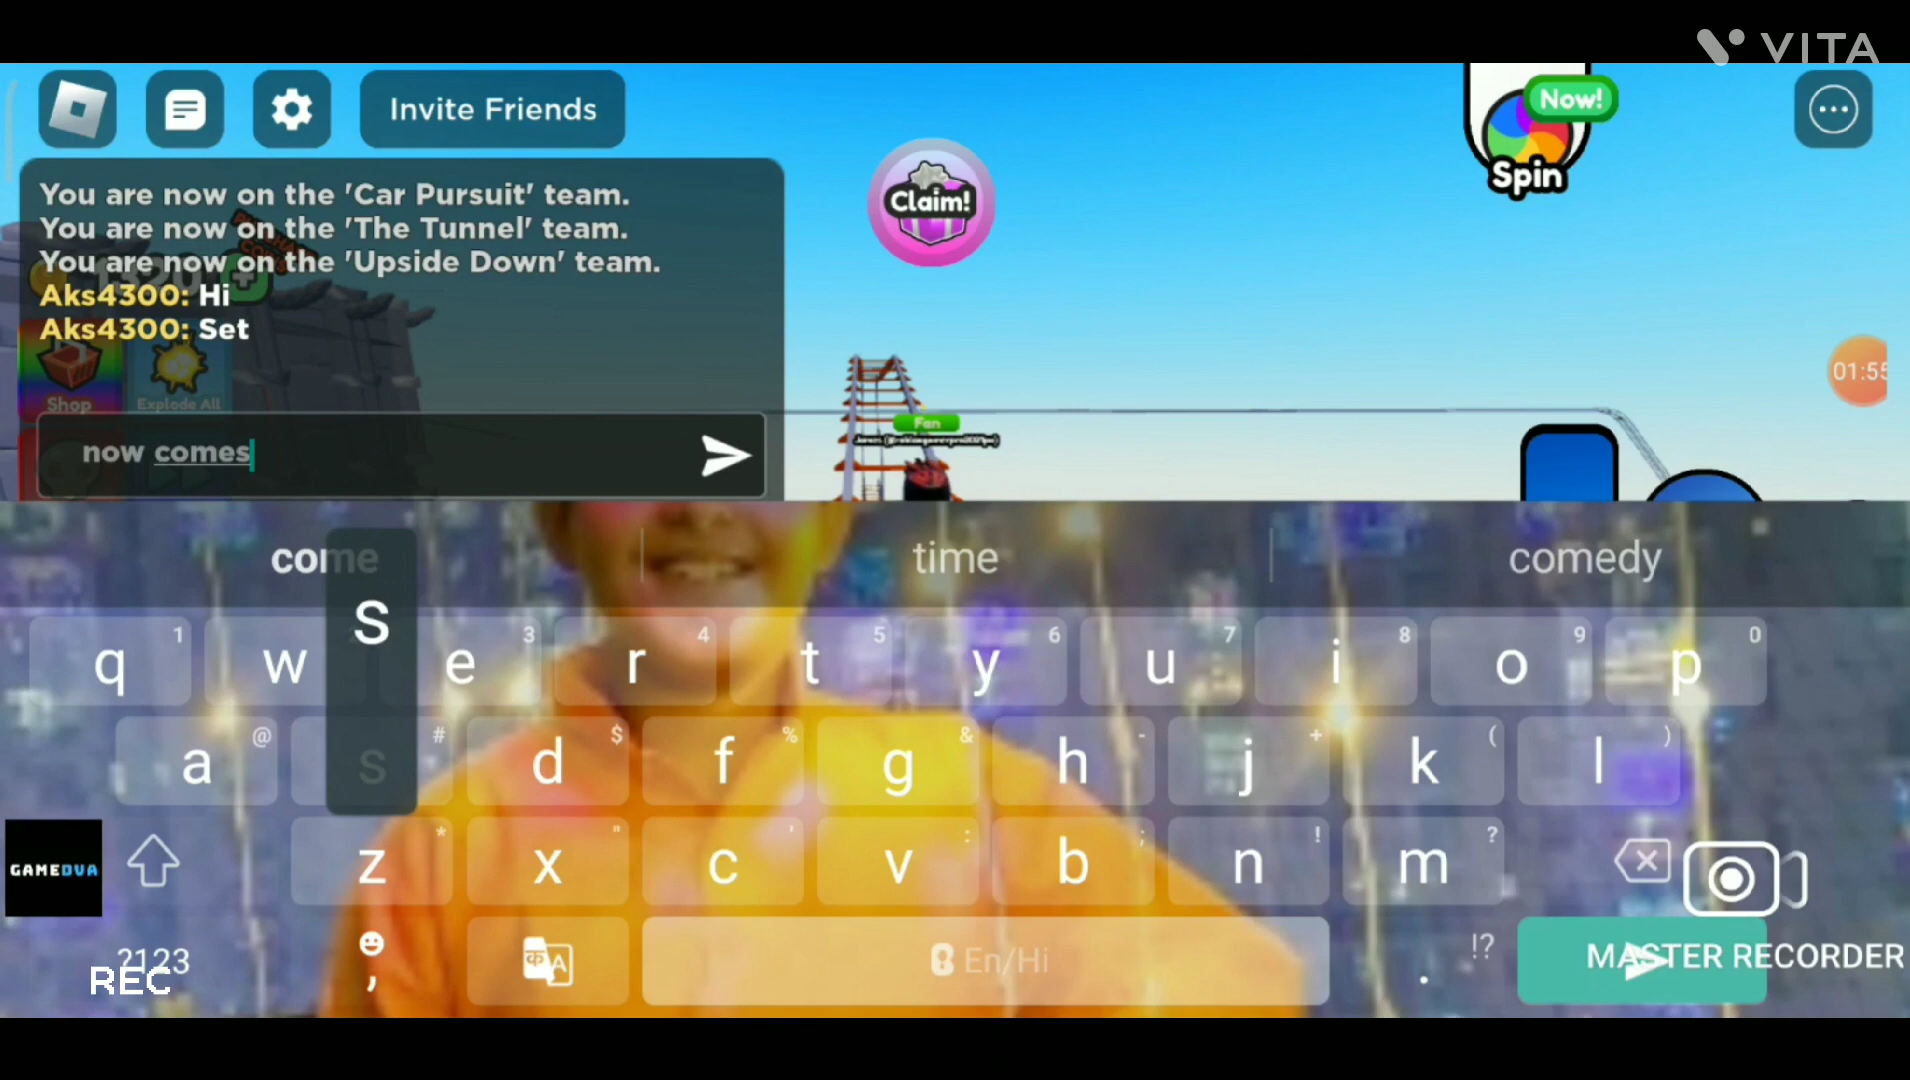 VITA
Invite Friends
Now!
Spin
Claim!
You are now on the 'Car Pursuit' team.
You are now on the 'The Tunnel' team.
You are now on the 'Upside Down' team.
Aks4300: Hi
Aks4300: Set
01:55
Shop
Explode All
Fan
now comes
come
time
comedy
s
q 1 w e 3 r 4 t 5 y 6 u 7 i 8 o 9 p 0
a @ s # d $ f % g & h - j + k ( l )
GAMEDVA
z * x " c ' v : b ; n ! m ?
?123 , En/Hi . !?
REC
MASTER RECORDER